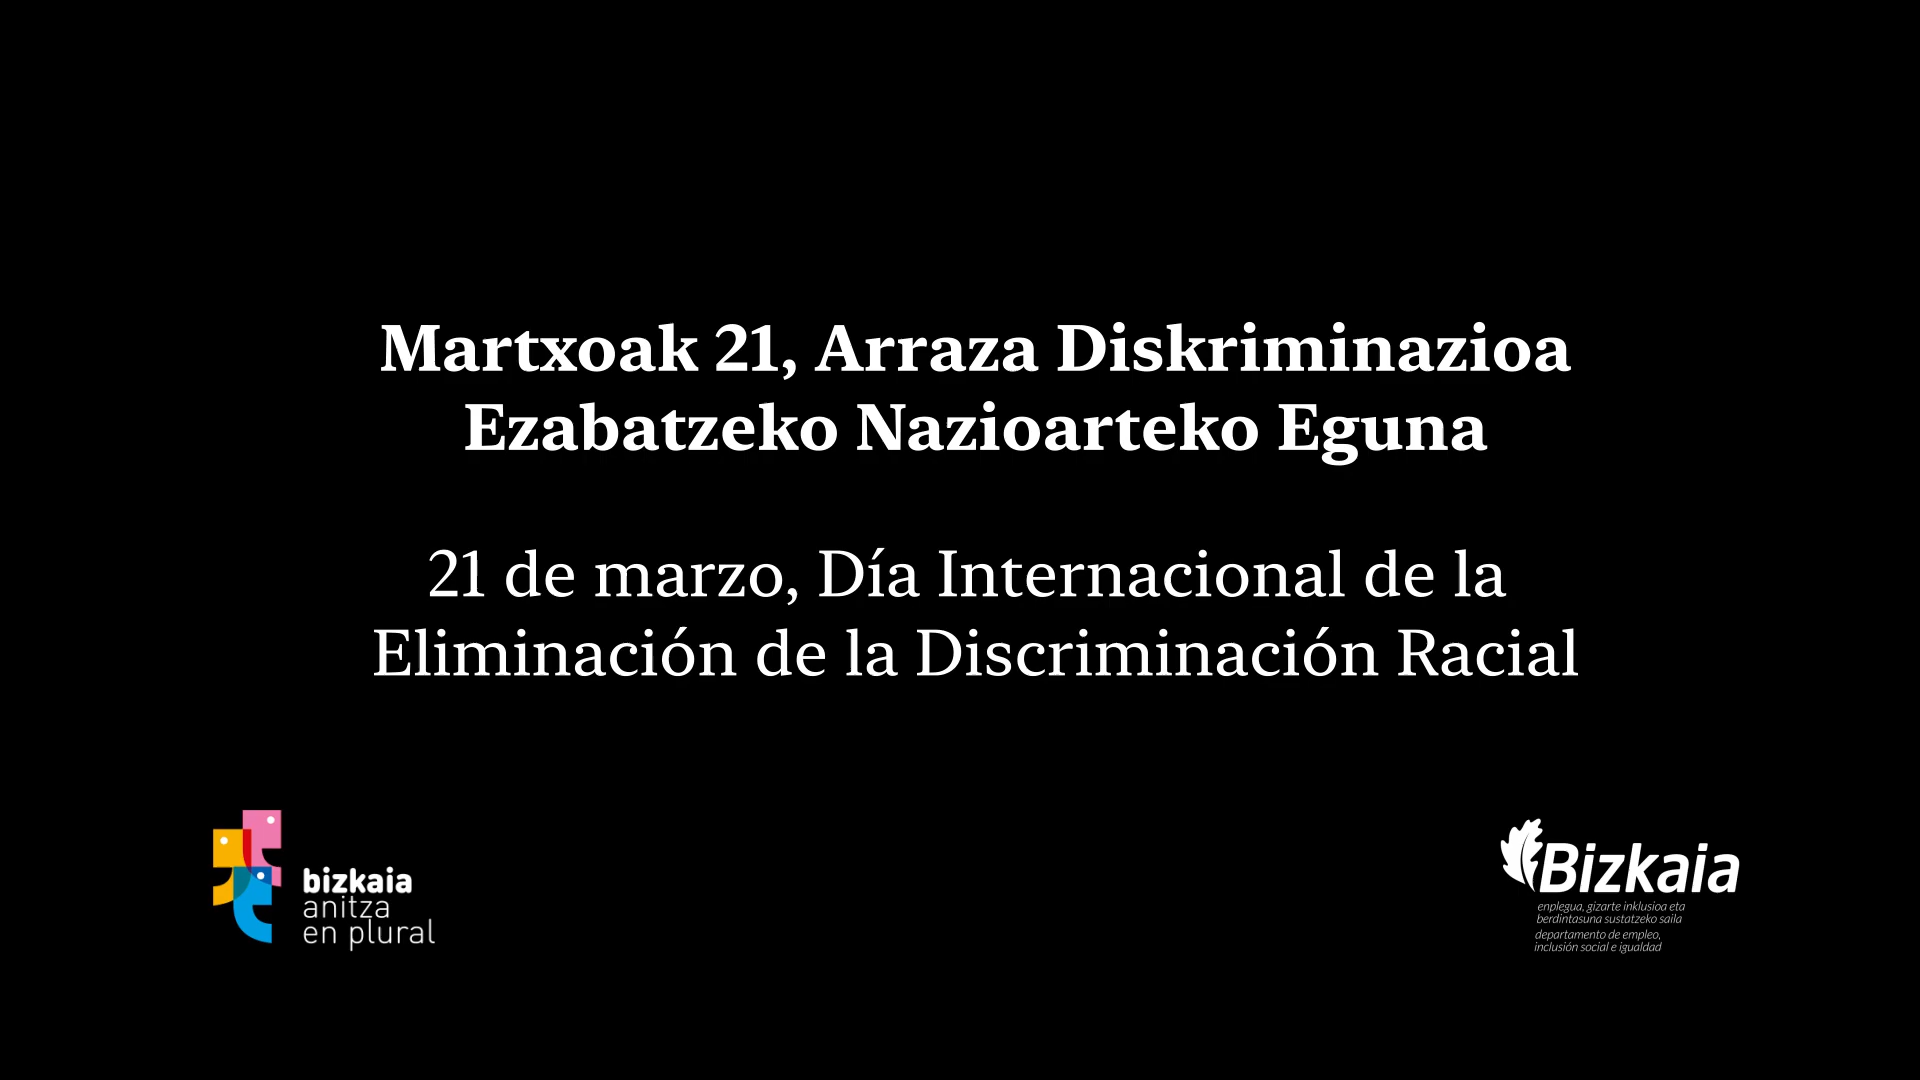 Martxoak 21, Arraza Diskriminazioa
Ezabatzeko Nazioarteko Eguna
21 de marzo, Día Internacional de la
Eliminación de la Discriminación Racial
bizkaia
anitza
en plural
Bizkaia
enplegua, gizarte inklusioa eta
berdintasuna sustatzeko saila
departamento de empleo,
inclusión social e igualdad